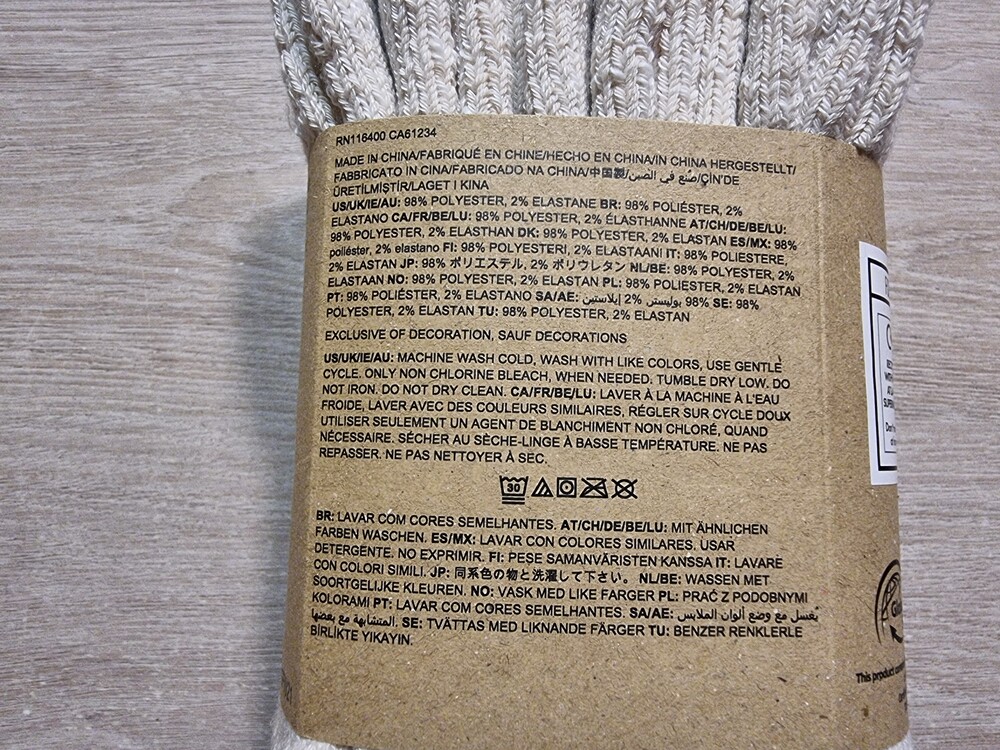 RN116400 CA61234
MADE IN CHINA/FABRIQUÉ EN CHINE/HECHO EN CHINA/IN CHINA HERGESTELLT/
FABBRICATO IN CINA/FABRICADO NA CHINA/中国製/صنع في الصين/ÇİN'DE
ÜRETİLMİŞTİR/LAGET I KINA
US/UK/IE/AU: 98% POLYESTER, 2% ELASTANE BR: 98% POLIÉSTER, 2%
ELASTANO CA/FR/BE/LU: 98% POLYESTER, 2% ÉLASTHANNE AT/CH/DE/BE/LU:
98% POLYESTER, 2% ELASTHAN DK: 98% POLYESTER, 2% ELASTAN ES/MX: 98%
poliéster, 2% elastano FI: 98% POLYESTERI, 2% ELASTAANI IT: 98% POLIESTERE,
2% ELASTAN JP: 98% ポリエステル, 2% ポリウレタン NL/BE: 98% POLYESTER, 2%
ELASTAAN NO: 98% POLYESTER, 2% ELASTAN PL: 98% POLYESTER, 2% ELASTAN
PT: 98% POLIÉSTER, 2% ELASTANO SA/AE: 98% بوليستر, 2% إيلاستين SE: 98%
POLYESTER, 2% ELASTAN TU: 98% POLYESTER, 2% ELASTAN
EXCLUSIVE OF DECORATION, SAUF DECORATIONS
US/UK/IE/AU: MACHINE WASH COLD, WASH WITH LIKE COLORS, USE GENTLE
CYCLE. ONLY NON CHLORINE BLEACH, WHEN NEEDED. TUMBLE DRY LOW. DO
NOT IRON. DO NOT DRY CLEAN. CA/FR/BE/LU: LAVER À LA MACHINE À L'EAU
FROIDE, LAVER AVEC DES COULEURS SIMILAIRES, RÉGLER SUR CYCLE DOUX
UTILISER SEULEMENT UN AGENT DE BLANCHIMENT NON CHLORÉ, QUAND
NÉCESSAIRE. SÉCHER AU SÈCHE-LINGE À BASSE TEMPÉRATURE. NE PAS
REPASSER. NE PAS NETTOYER À SEC.
30
BR: LAVAR COM CORES SEMELHANTES. AT/CH/DE/BE/LU: MIT ÄHNLICHEN
FARBEN WASCHEN. ES/MX: LAVAR CON COLORES SIMILARES. USAR
DETERGENTE. NO EXPRIMIR. FI: PESE SAMANVÄRISTEN KANSSA IT: LAVARE
CON COLORI SIMILI. JP: 同系色の物と洗濯して下さい。 NL/BE: WASSEN MET
SOORTGELIJKE KLEUREN. NO: VASK MED LIKE FARGER PL: PRAĆ Z PODOBNYMI
KOLORAMI PT: LAVAR COM CORES SEMELHANTES. SA/AE: يُغسل مع وضع ألوان الملابس
المتشابهة مع بعضها. SE: TVÄTTAS MED LIKNANDE FÄRGER TU: BENZER RENKLERLE
BİRLİKTE YIKAYIN.
This product